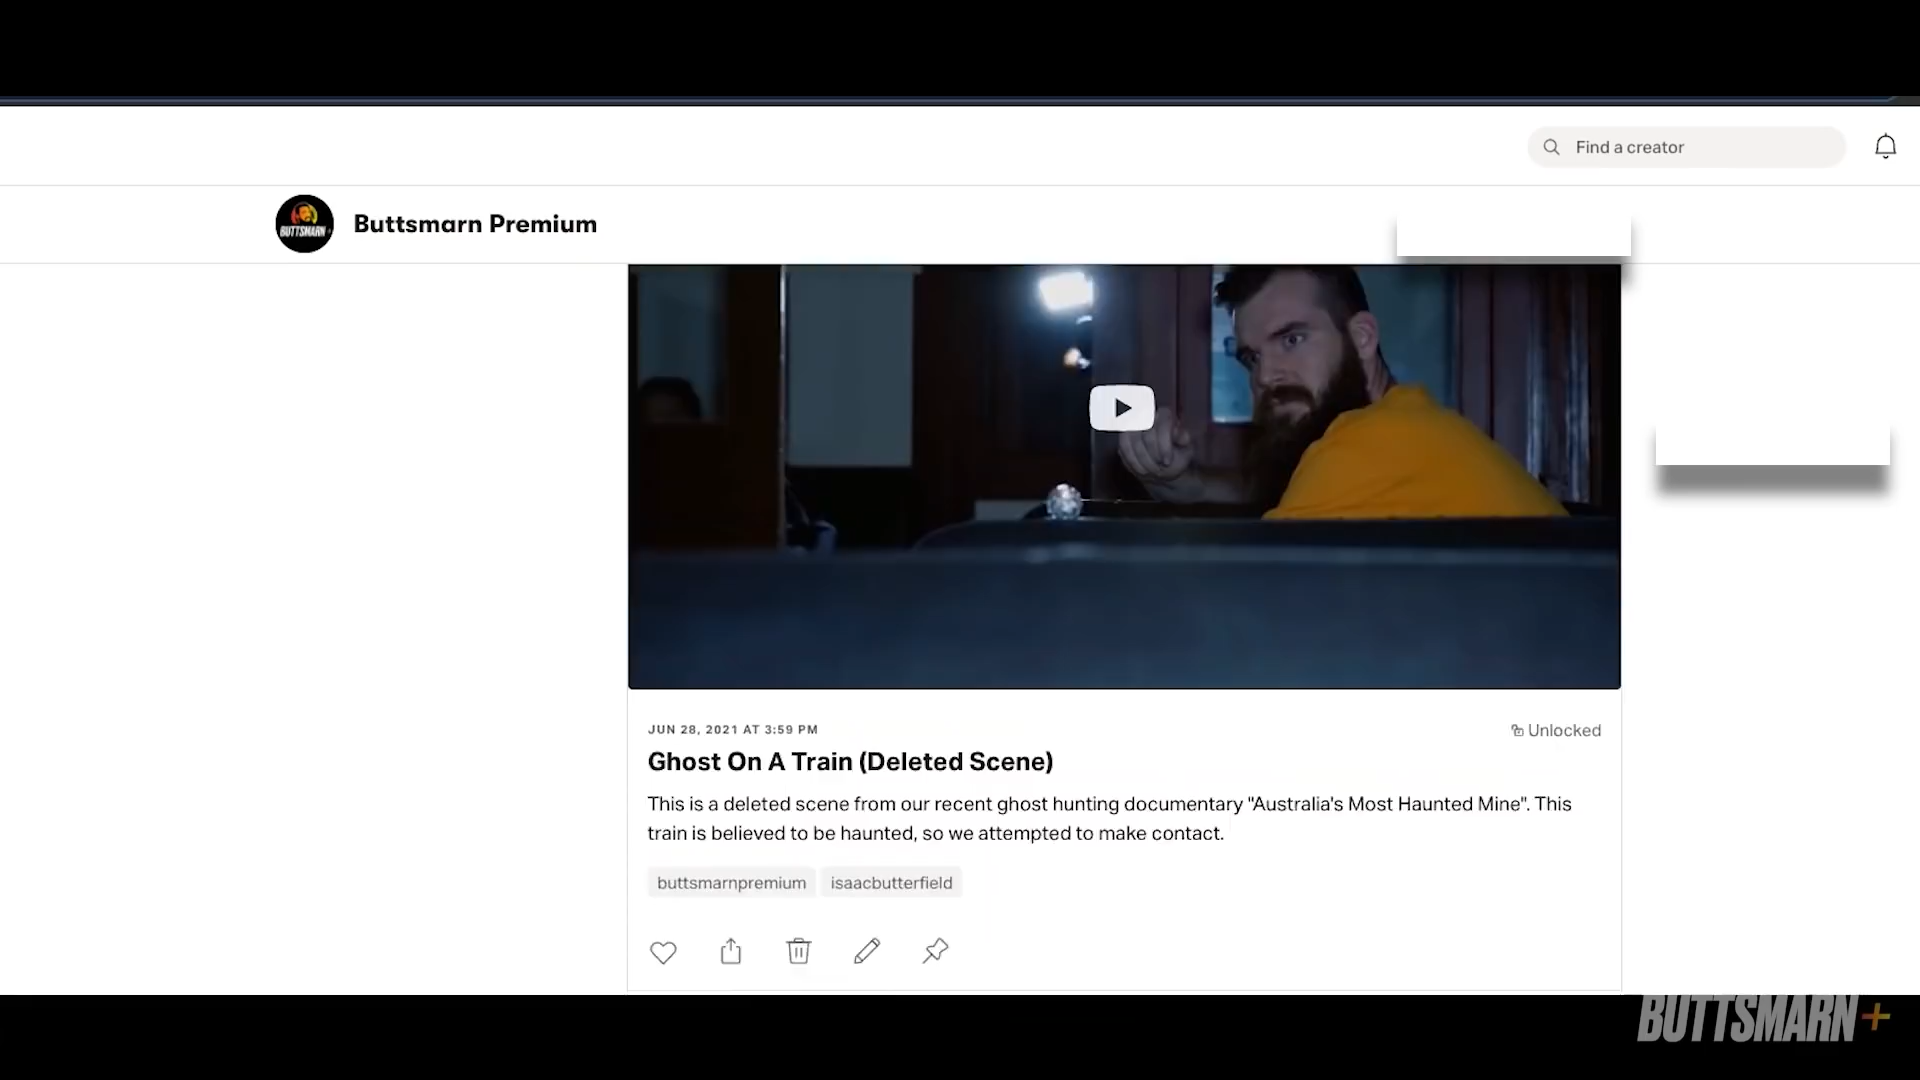 Find a creator
BUTTSMARN
Buttsmarn Premium
JUN 28, 2021 AT 3:59 PM
Unlocked
Ghost On A Train (Deleted Scene)
This is a deleted scene from our recent ghost hunting documentary "Australia's Most Haunted Mine". This
train is believed to be haunted, so we attempted to make contact.
buttsmarnpremium
isaacbutterfield
BUTTSMARN+